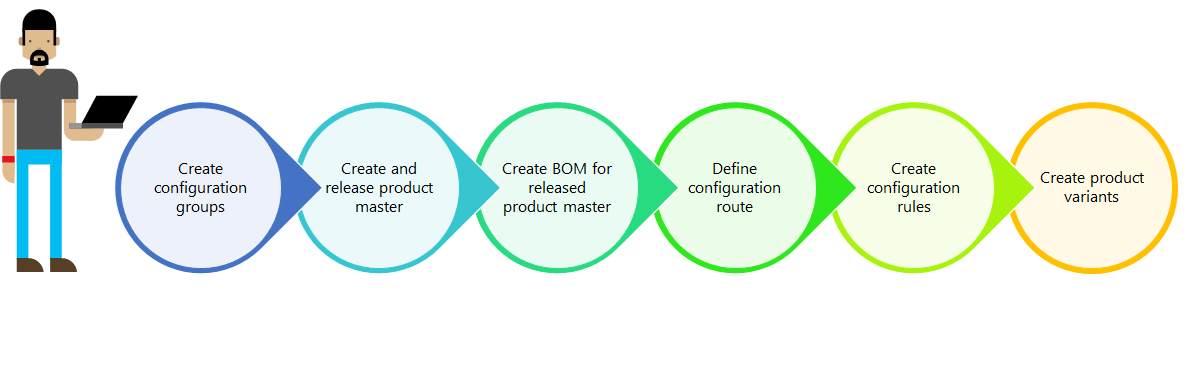 Create
configuration
groups
Create and
release product
master
Create BOM for
released
product master
Define
configuration
route
Create
configuration
rules
Create product
variants